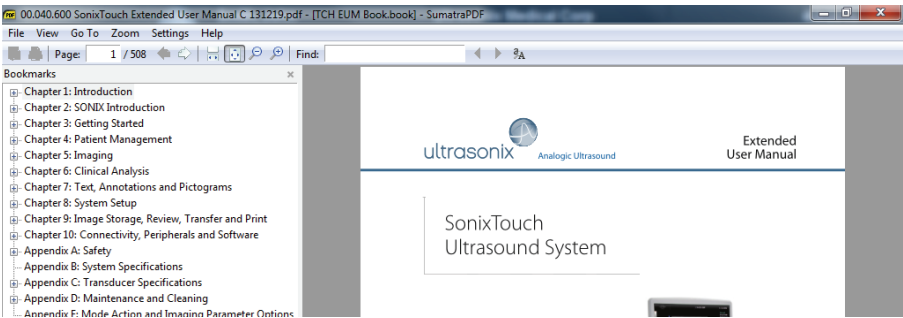 00.040.600 SonixTouch Extended User Manual C 131219.pdf - [TCH EUM Book.book] - SumatraPDF
File View Go To Zoom Settings Help
Page: 1 / 508 Find:
Bookmarks
Chapter 1: Introduction
Chapter 2: SONIX Introduction
Chapter 3: Getting Started
Chapter 4: Patient Management
Chapter 5: Imaging
Chapter 6: Clinical Analysis
Chapter 7: Text, Annotations and Pictograms
Chapter 8: System Setup
Chapter 9: Image Storage, Review, Transfer and Print
Chapter 10: Connectivity, Peripherals and Software
Appendix A: Safety
Appendix B: System Specifications
Appendix C: Transducer Specifications
Appendix D: Maintenance and Cleaning
Appendix E: Mode Action and Imaging Parameter Options
ultrasonix Analogic Ultrasound
Extended
User Manual
SonixTouch
Ultrasound System